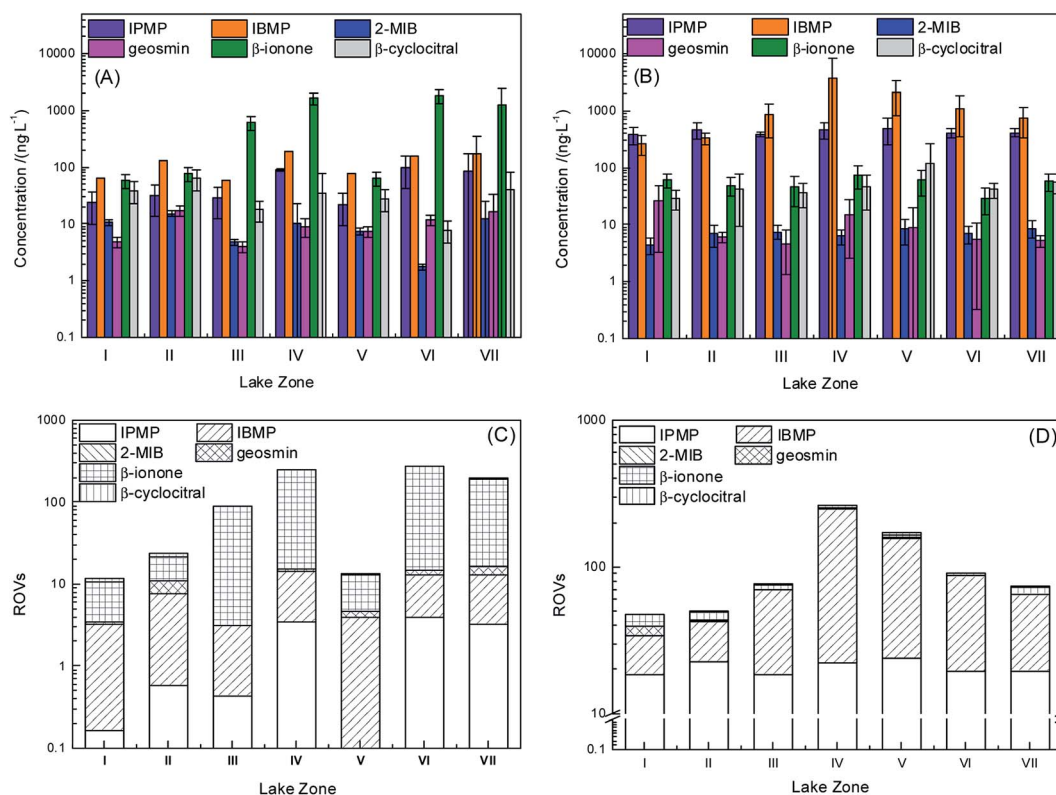 IPMP IBMP 2-MIB
geosmin β-ionone β-cyclocitral
(A)
10000
1000
100
10
1
0.1
Concentration /(ng·L⁻¹)
I II III IV V VI VII
Lake Zone
IPMP IBMP 2-MIB
geosmin β-ionone β-cyclocitral
(B)
10000
1000
100
10
1
0.1
Concentration /(ng·L⁻¹)
I II III IV V VI VII
Lake Zone
IPMP IBMP
2-MIB geosmin
β-ionone
β-cyclocitral
(C)
1000
100
10
1
0.1
ROVs
I II III IV V VI VII
Lake Zone
IPMP IBMP
2-MIB geosmin
β-ionone
β-cyclocitral
(D)
1000
100
10
0.1
ROVs
I II III IV V VI VII
Lake Zone